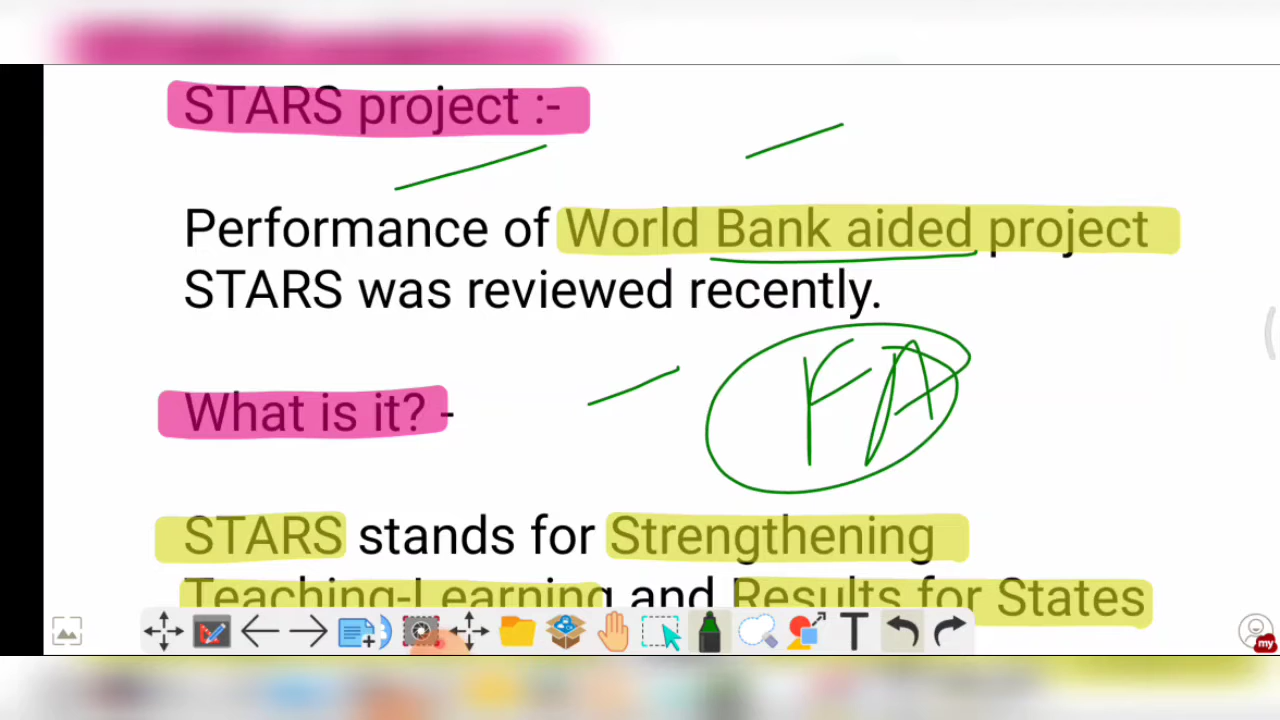 STARS project :-
Performance of World Bank aided project
STARS was reviewed recently.
FA
What is it? -
STARS stands for Strengthening
Teaching-Learning and Results for States
T
my